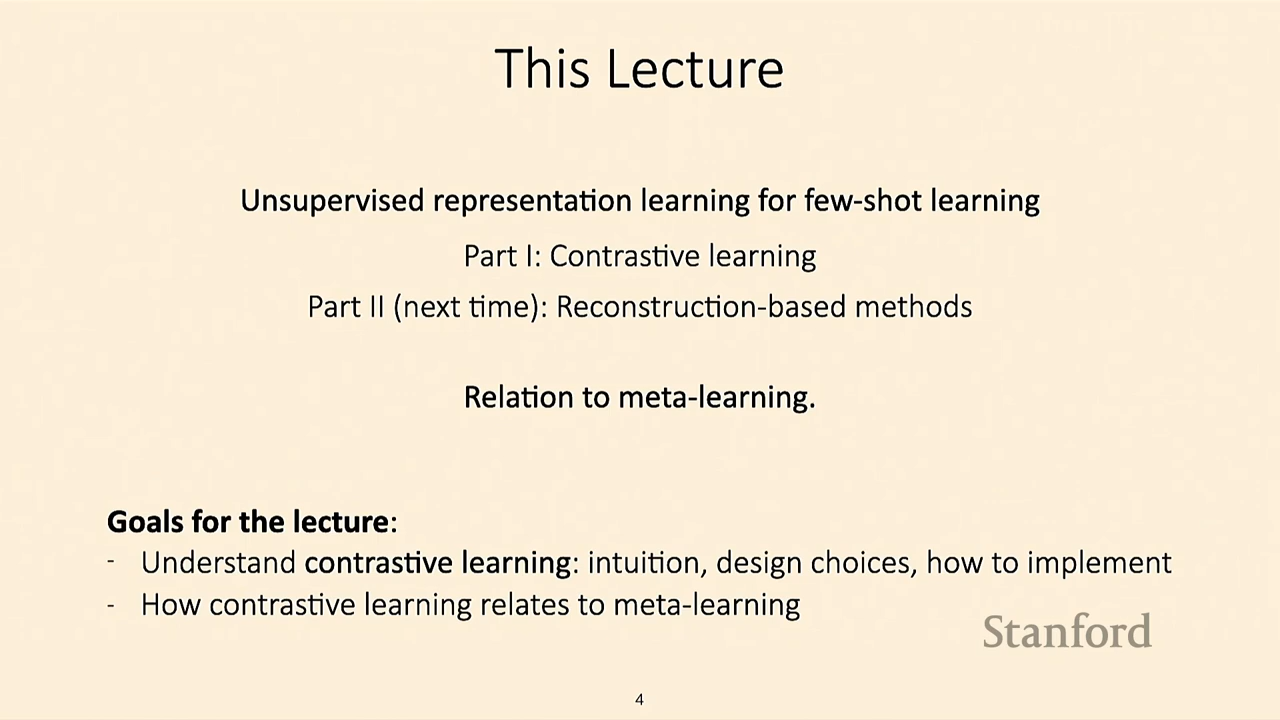 This Lecture
Unsupervised representation learning for few-shot learning
Part I: Contrastive learning
Part II (next time): Reconstruction-based methods
Relation to meta-learning.
Goals for the lecture:
- Understand contrastive learning: intuition, design choices, how to implement
- How contrastive learning relates to meta-learning
Stanford
4